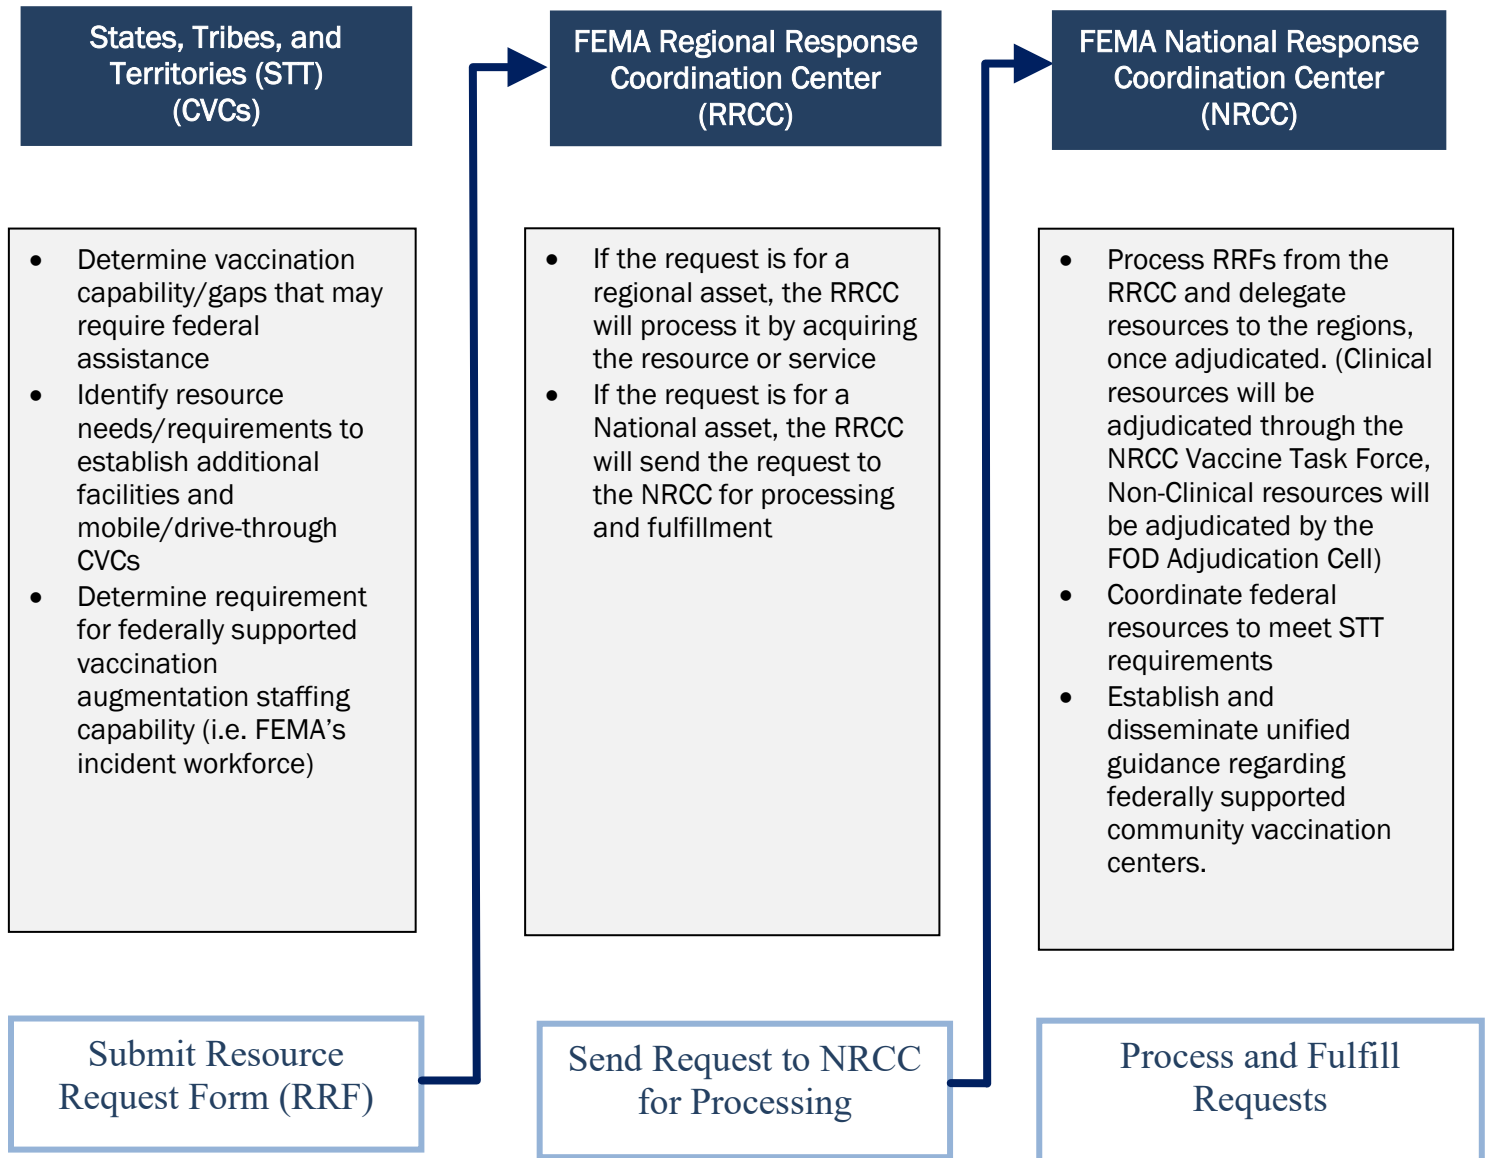 States, Tribes, and
Territories (STT)
(CVCs)
• Determine vaccination
capability/gaps that may
require federal
assistance
• Identify resource
needs/requirements to
establish additional
facilities and
mobile/drive-through
CVCs
• Determine requirement
for federally supported
vaccination
augmentation staffing
capability (i.e. FEMA’s
incident workforce)
Submit Resource
Request Form (RRF)
FEMA Regional Response
Coordination Center
(RRCC)
• If the request is for a
regional asset, the RRCC
will process it by acquiring
the resource or service
• If the request is for a
National asset, the RRCC
will send the request to
the NRCC for processing
and fulfillment
Send Request to NRCC
for Processing
FEMA National Response
Coordination Center
(NRCC)
• Process RRFs from the
RRCC and delegate
resources to the regions,
once adjudicated. (Clinical
resources will be
adjudicated through the
NRCC Vaccine Task Force,
Non-Clinical resources will
be adjudicated by the
FOD Adjudication Cell)
• Coordinate federal
resources to meet STT
requirements
• Establish and
disseminate unified
guidance regarding
federally supported
community vaccination
centers.
Process and Fulfill
Requests